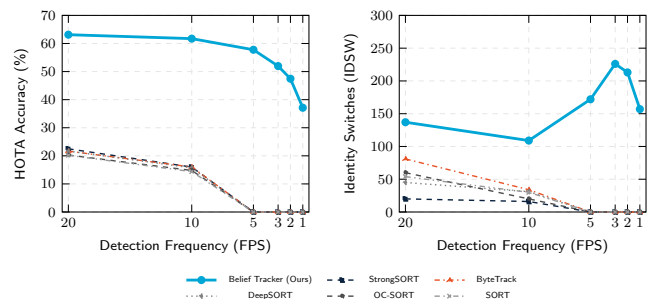 70
60
50
40
30
20
10
0
HOTA Accuracy (%)
20 10 5 3 2 1
Detection Frequency (FPS)
300
250
200
150
100
50
0
Identity Switches (IDSW)
20 10 5 3 2 1
Detection Frequency (FPS)
Belief Tracker (Ours) StrongSORT ByteTrack
DeepSORT OC-SORT SORT